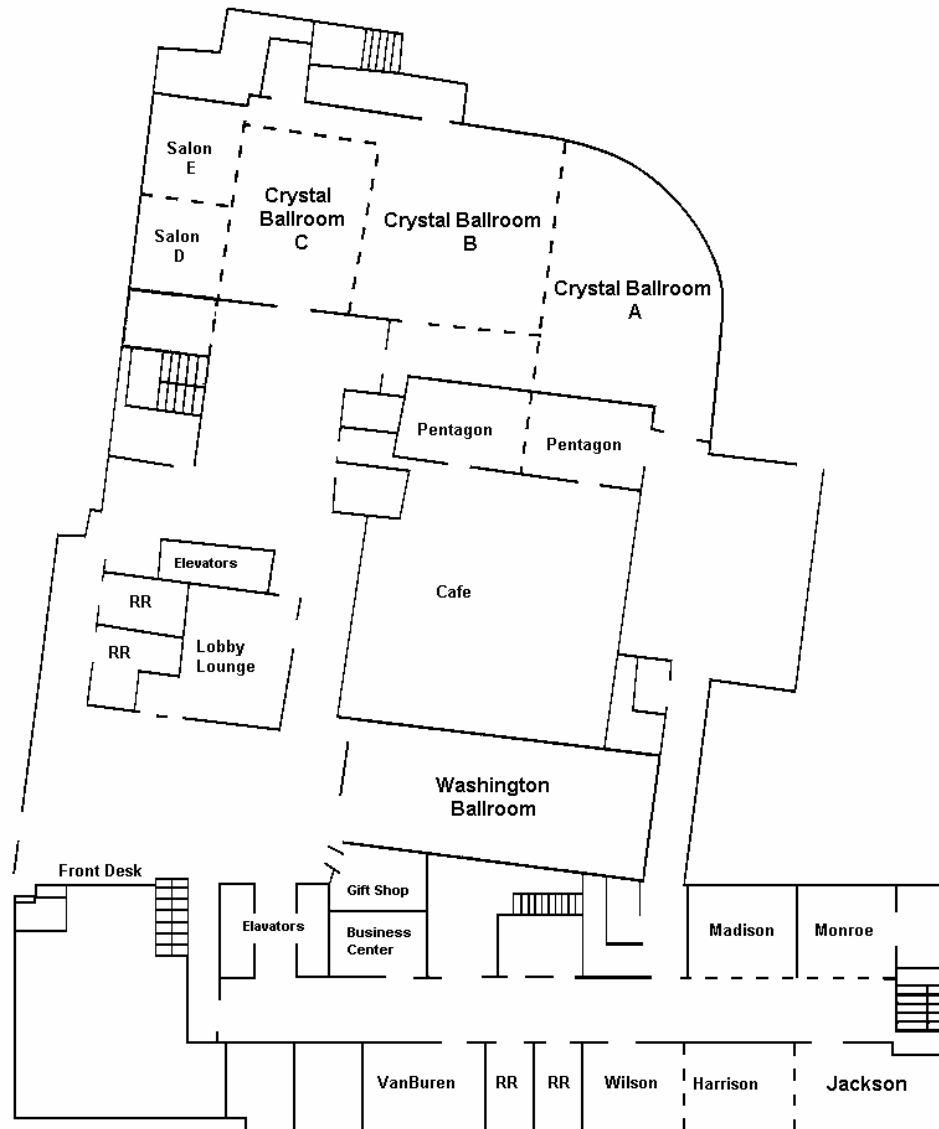 Salon
E
Crystal
Ballroom
C
Crystal Ballroom
B
Salon
D
Crystal Ballroom
A
Pentagon
Pentagon
Elevators
Cafe
RR
RR
Lobby
Lounge
Washington
Ballroom
Front Desk
Gift Shop
Elavators
Business
Center
Madison
Monroe
VanBuren
RR
RR
Wilson
Harrison
Jackson